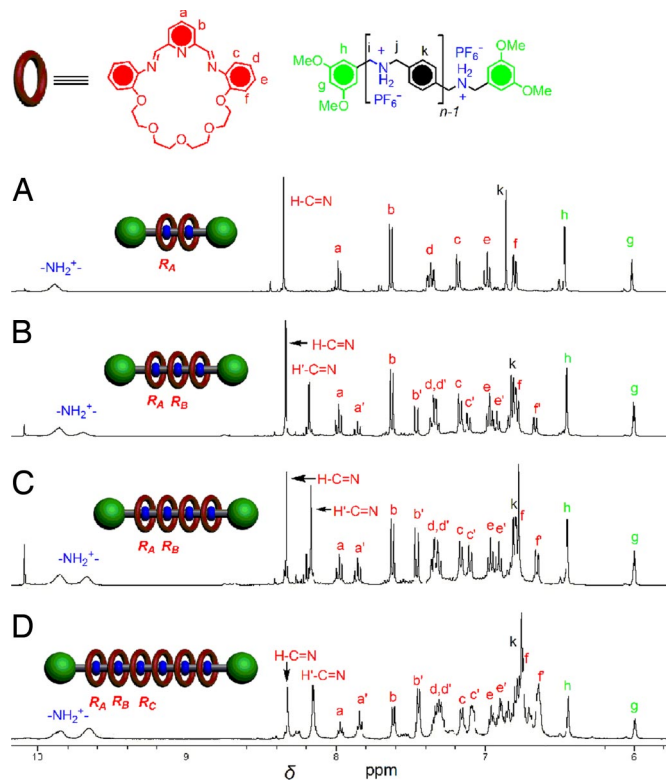 a
b
N
N
N
c
d
e
f
O
O
O
O
O
MeO
MeO
h
g
i
j
k
N
H2
+
PF6−
n-1
PF6−
H2
N
+
OMe
OMe
A
-NH2+-
RA
H-C=N
a
b
d
c
e
k
f
h
g
B
-NH2+-
RA RB
H-C=N
H'-C=N
a
a'
b
b'
d,d'
c
c'
e
e'
k
f
f'
h
g
C
-NH2+-
RA RB
H-C=N
H'-C=N
a
a'
b
b'
d,d'
c
c'
e
e'
k
f
f'
h
g
D
-NH2+-
RA RB RC
H-C=N
H'-C=N
a
a'
b
b'
d,d'
c
c'
e
e'
k
f
f'
h
g
10 9 8 7 6
δ ppm